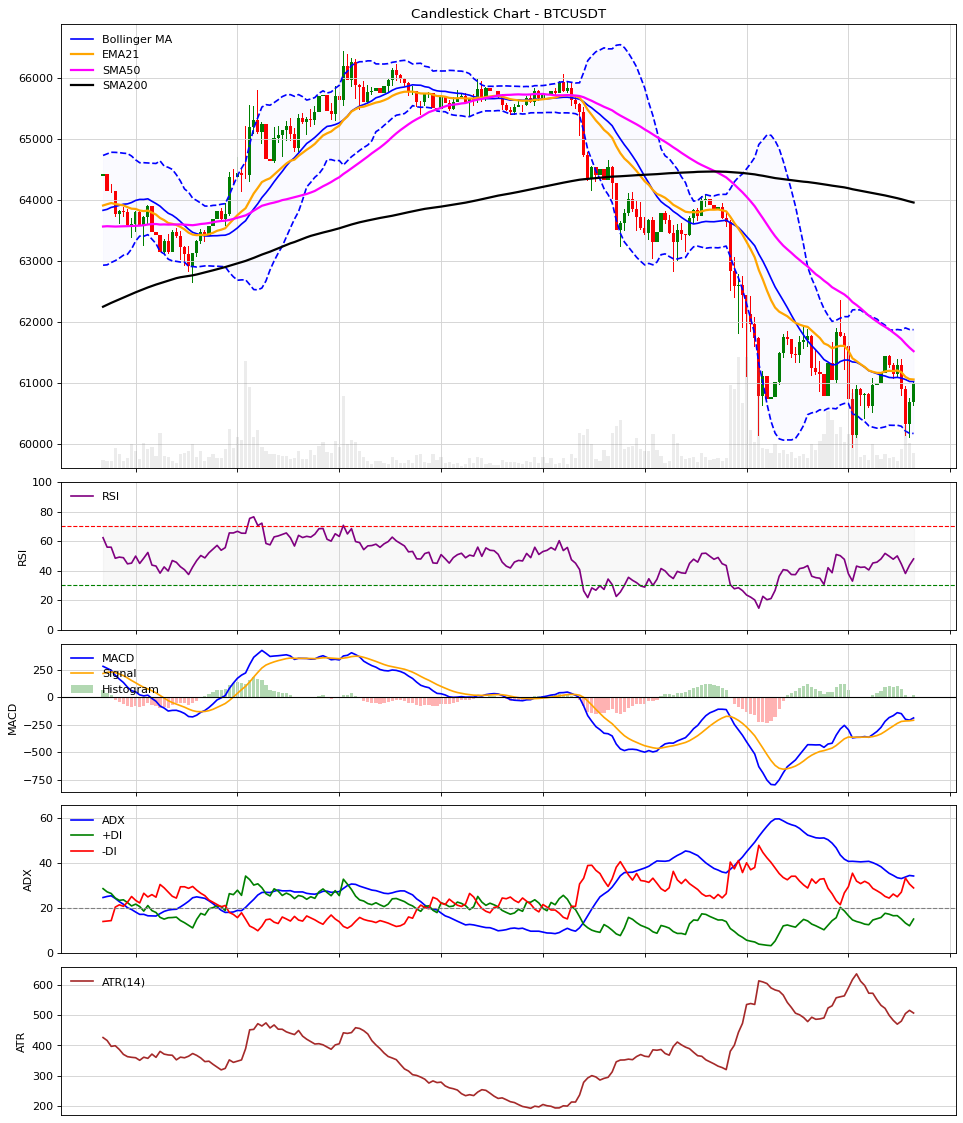 Candlestick Chart - BTCUSDT
Bollinger MA
EMA21
SMA50
SMA200
66000
65000
64000
63000
62000
61000
60000
RSI
100
80
60
40
20
0
RSI
MACD
Signal
Histogram
250
0
−250
−500
−750
MACD
ADX
+DI
-DI
60
40
20
0
ADX
ATR(14)
600
500
400
300
200
ATR